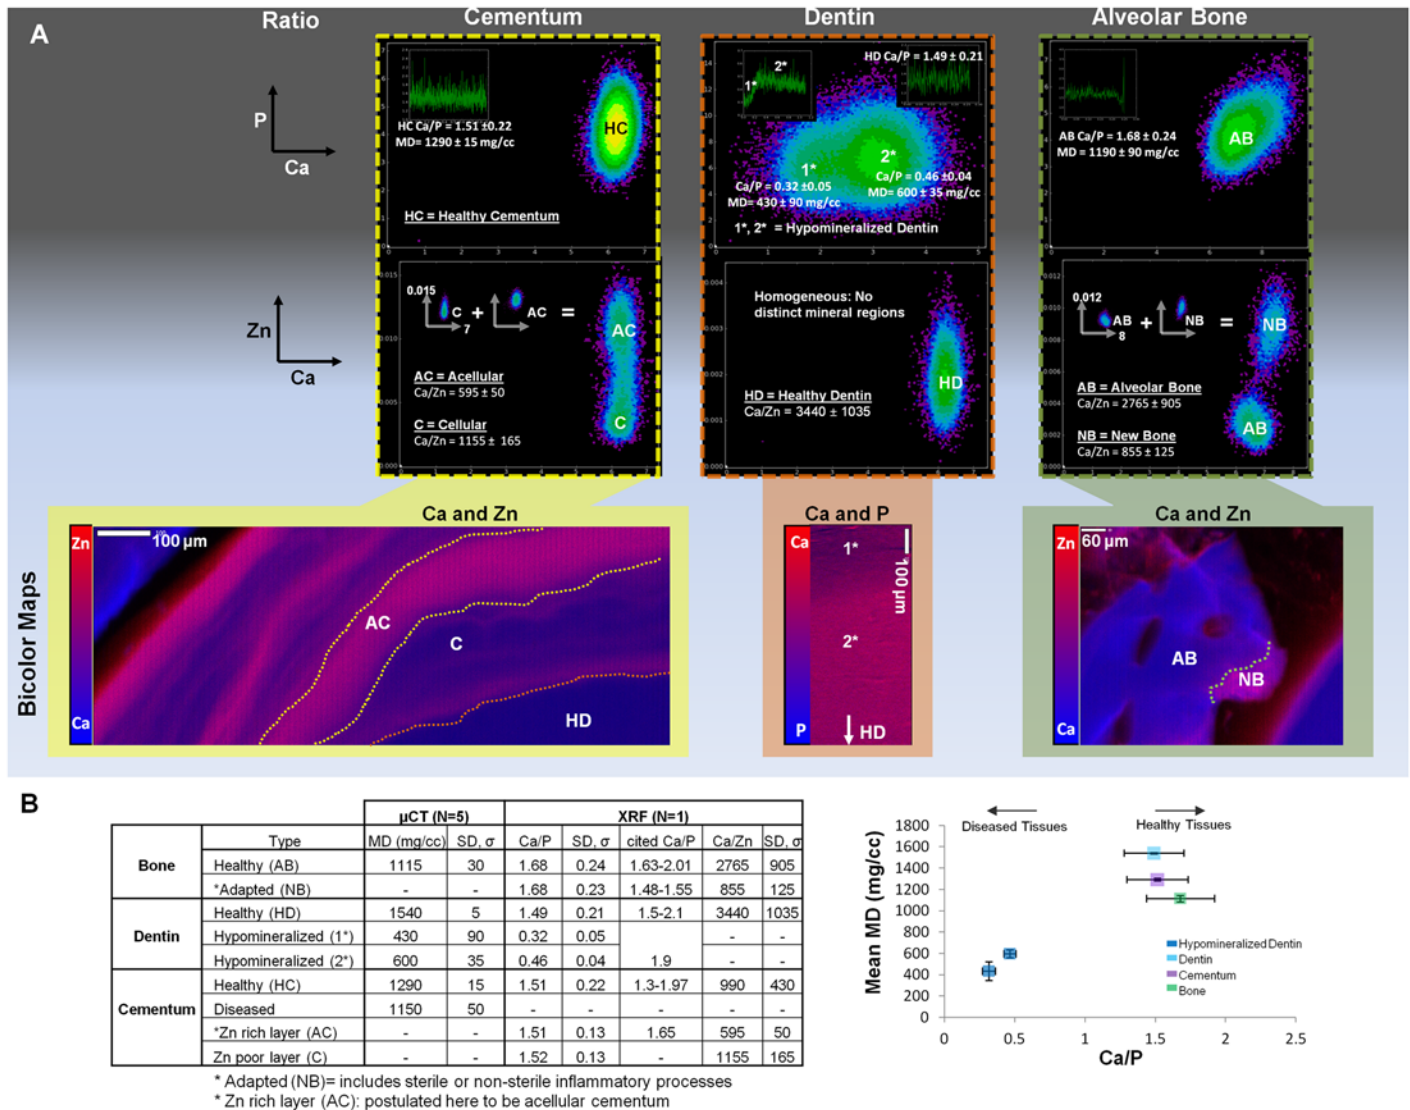 A
Ratio
Cementum
Dentin
Alveolar Bone
P
Ca
HC Ca/P = 1.51 ±0.22
MD= 1290 ± 15 mg/cc
HC
HC = Healthy Cementum
1*
2*
HD Ca/P = 1.49 ± 0.21
1*
2*
Ca/P = 0.32 ±0.05
MD= 430 ± 90 mg/cc
Ca/P = 0.46 ±0.04
MD= 600 ± 35 mg/cc
1*, 2* = Hypomineralized Dentin
AB Ca/P = 1.68 ± 0.24
MD = 1190 ± 90 mg/cc
AB
Zn
Ca
0.015
C
7
+
AC
=
AC
C
AC = Acellular
Ca/Zn = 595 ± 50
C = Cellular
Ca/Zn = 1155 ± 165
Homogeneous: No
distinct mineral regions
HD
HD = Healthy Dentin
Ca/Zn = 3440 ± 1035
0.012
AB
8
+
NB
=
NB
AB
AB = Alveolar Bone
Ca/Zn = 2765 ± 905
NB = New Bone
Ca/Zn = 855 ± 125
Bicolor Maps
Ca and Zn
Zn
Ca
100 µm
AC
C
HD
Ca and P
Ca
P
1*
100 µm
2*
HD
Ca and Zn
Zn
Ca
60 µm
AB
NB
B
µCT (N=5) XRF (N=1)
Type MD (mg/cc) SD, σ Ca/P SD, σ cited Ca/P Ca/Zn SD, σ
Bone
Healthy (AB) 1115 30 1.68 0.24 1.63-2.01 2765 905
*Adapted (NB) - - 1.68 0.23 1.48-1.55 855 125
Dentin
Healthy (HD) 1540 5 1.49 0.21 1.5-2.1 3440 1035
Hypomineralized (1*) 430 90 0.32 0.05 - -
Hypomineralized (2*) 600 35 0.46 0.04 1.9 - -
Cementum
Healthy (HC) 1290 15 1.51 0.22 1.3-1.97 990 430
Diseased 1150 50 - - - - -
*Zn rich layer (AC) - - 1.51 0.13 1.65 595 50
Zn poor layer (C) - - 1.52 0.13 - 1155 165
* Adapted (NB)= includes sterile or non-sterile inflammatory processes
* Zn rich layer (AC): postulated here to be acellular cementum
Diseased Tissues
Healthy Tissues
Mean MD (mg/cc)
1800
1600
1400
1200
1000
800
600
400
200
0
0 0.5 1 1.5 2 2.5
Ca/P
Hypomineralized Dentin
Dentin
Cementum
Bone